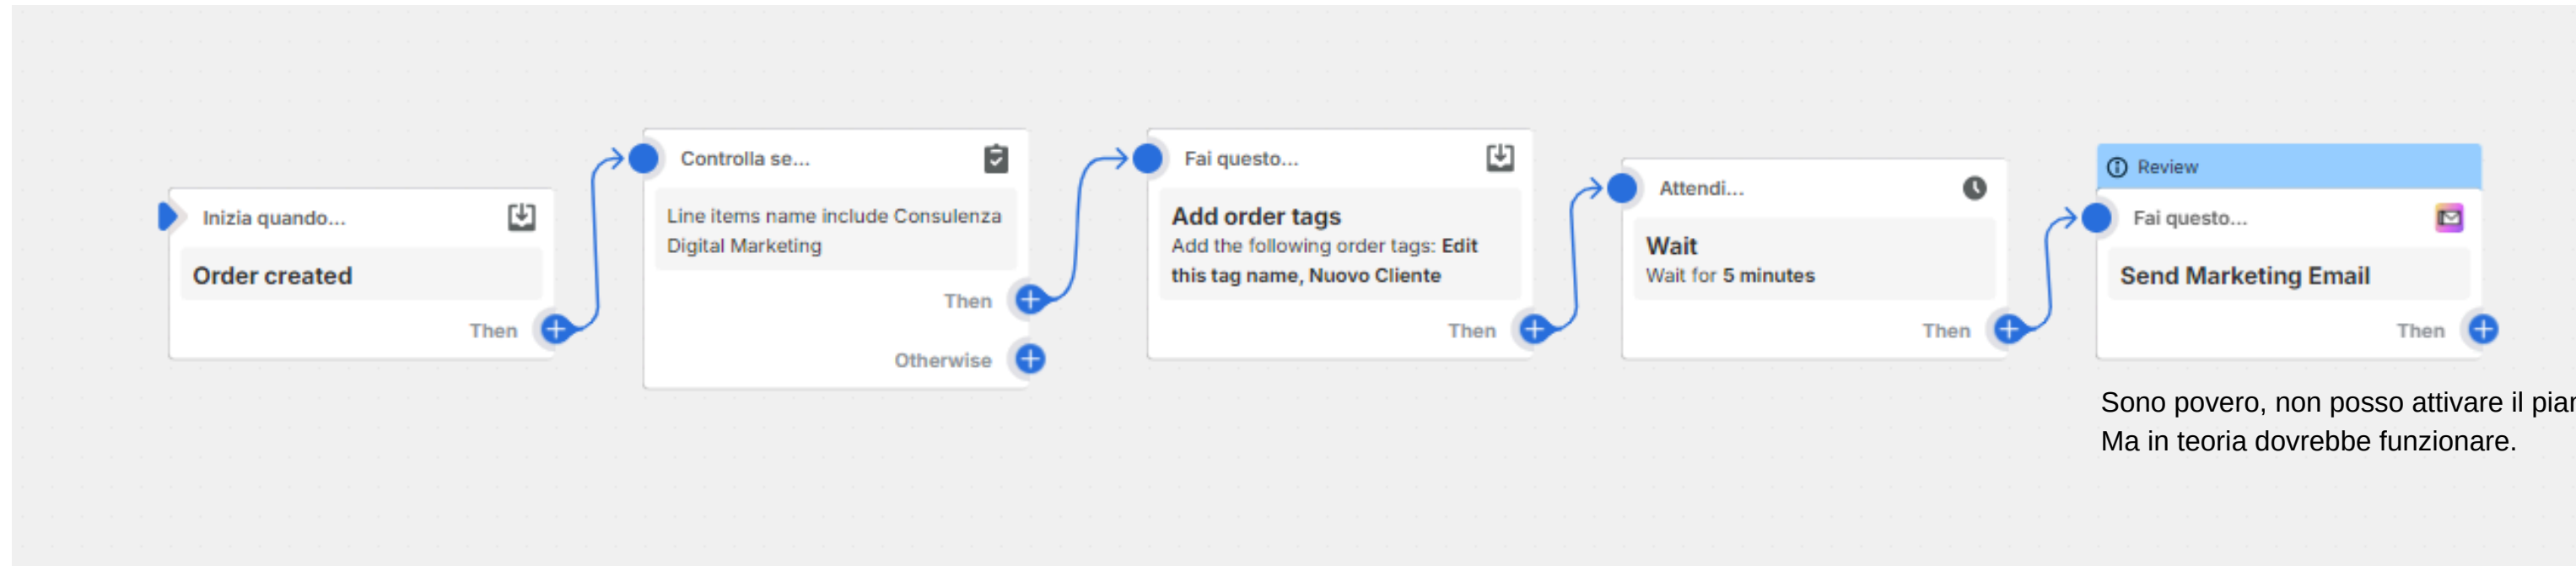 Inizia quando...
Order created
Then
Controlla se...
Line items name include Consulenza
Digital Marketing
Then
Otherwise
Fai questo...
Add order tags
Add the following order tags: Edit
this tag name, Nuovo Cliente
Then
Attendi...
Wait
Wait for 5 minutes
Then
Review
Fai questo...
Send Marketing Email
Then
Sono povero, non posso attivare il
Ma in teoria dovrebbe funzionare.